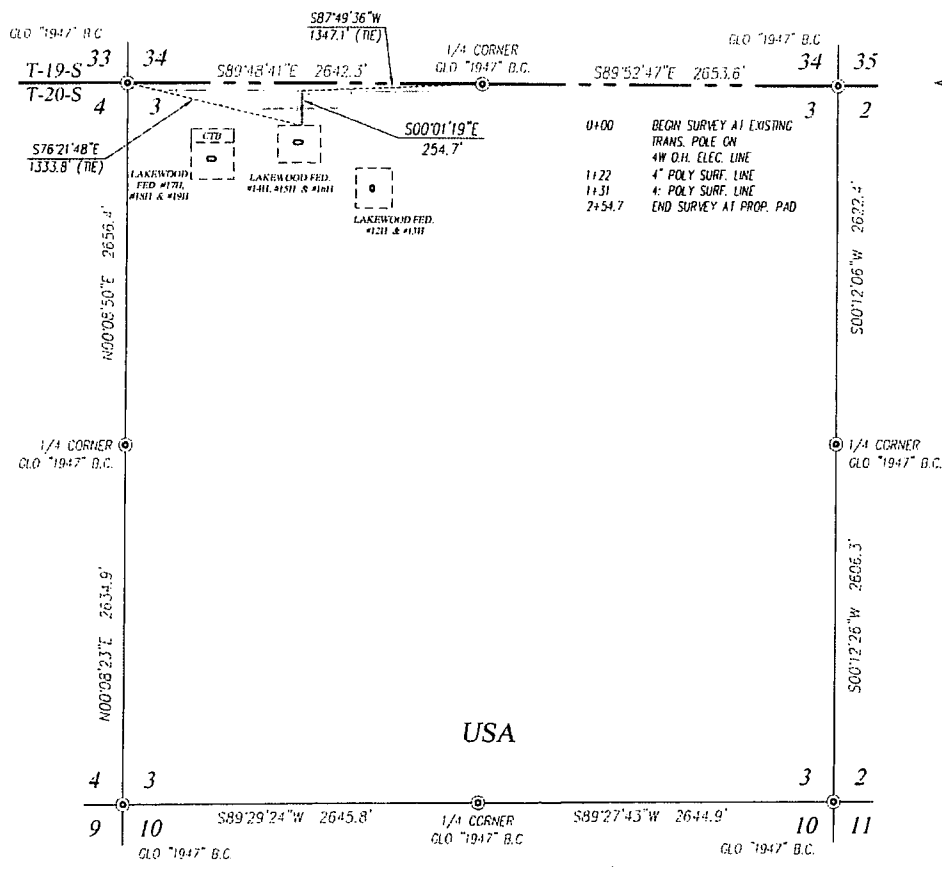 S87°49'36"W
1347.1' (TIE)
GLO "1947" B.C.
33 34
1/4 CORNER
GLO "1947" B.C.
GLO "1947" B.C.
34 35
T-19-S
T-20-S
S89°48'41"E 2642.3'
S89°52'47"E 2653.6'
4 3
3 2
S76°21'48"E
1333.8' (TIE)
CTB
S00°01'19"E
254.7'
LAKEWOOD
FED #17H,
#18H & #19H
LAKEWOOD FED.
#14H, #15H & #16H
LAKEWOOD FED.
#12H & #13H
0+00 BEGIN SURVEY AT EXISTING
TRANS. POLE ON
4W O.H. ELEC. LINE
1+22 4" POLY SURF. LINE
1+31 4: POLY SURF. LINE
2+54.7 END SURVEY AT PROP. PAD
N00°08'50"E 2656.4'
S00°12'06"W 2622.4'
1/4 CORNER
GLO "1947" B.C.
1/4 CORNER
GLO "1947" B.C.
N00°08'23"E 2634.9'
S00°12'26"W 2606.3'
USA
4 3
3 2
9 10
S89°29'24"W 2645.8'
1/4 CORNER
GLO "1947" B.C.
S89°27'43"W 2644.9'
10 11
GLO "1947" B.C.
GLO "1947" B.C.